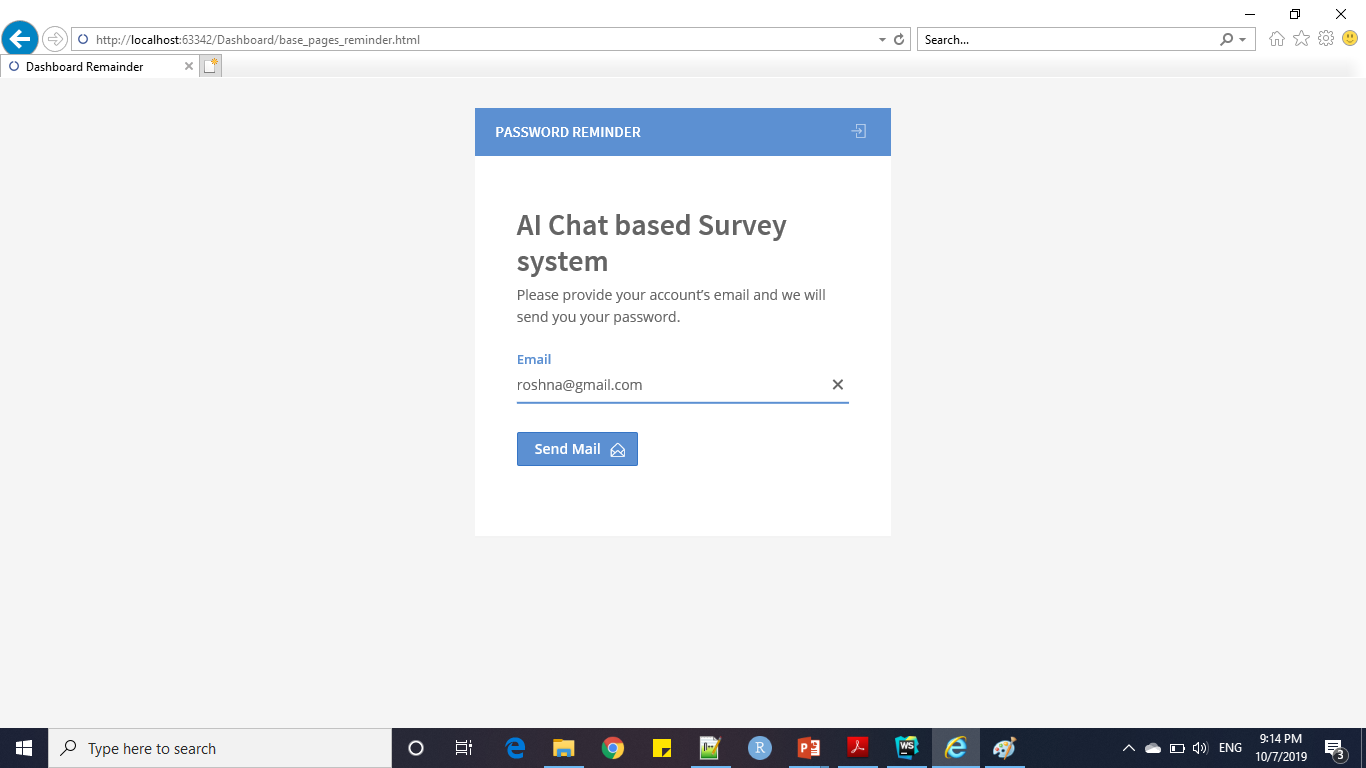 http://localhost:63342/Dashboard/base_pages_reminder.html
Search...
Dashboard Remainder
PASSWORD REMINDER
AI Chat based Survey
system
Please provide your account’s email and we will
send you your password.
Email
roshna@gmail.com
Send Mail
Type here to search
R
WS
ENG
9:14 PM
10/7/2019
3